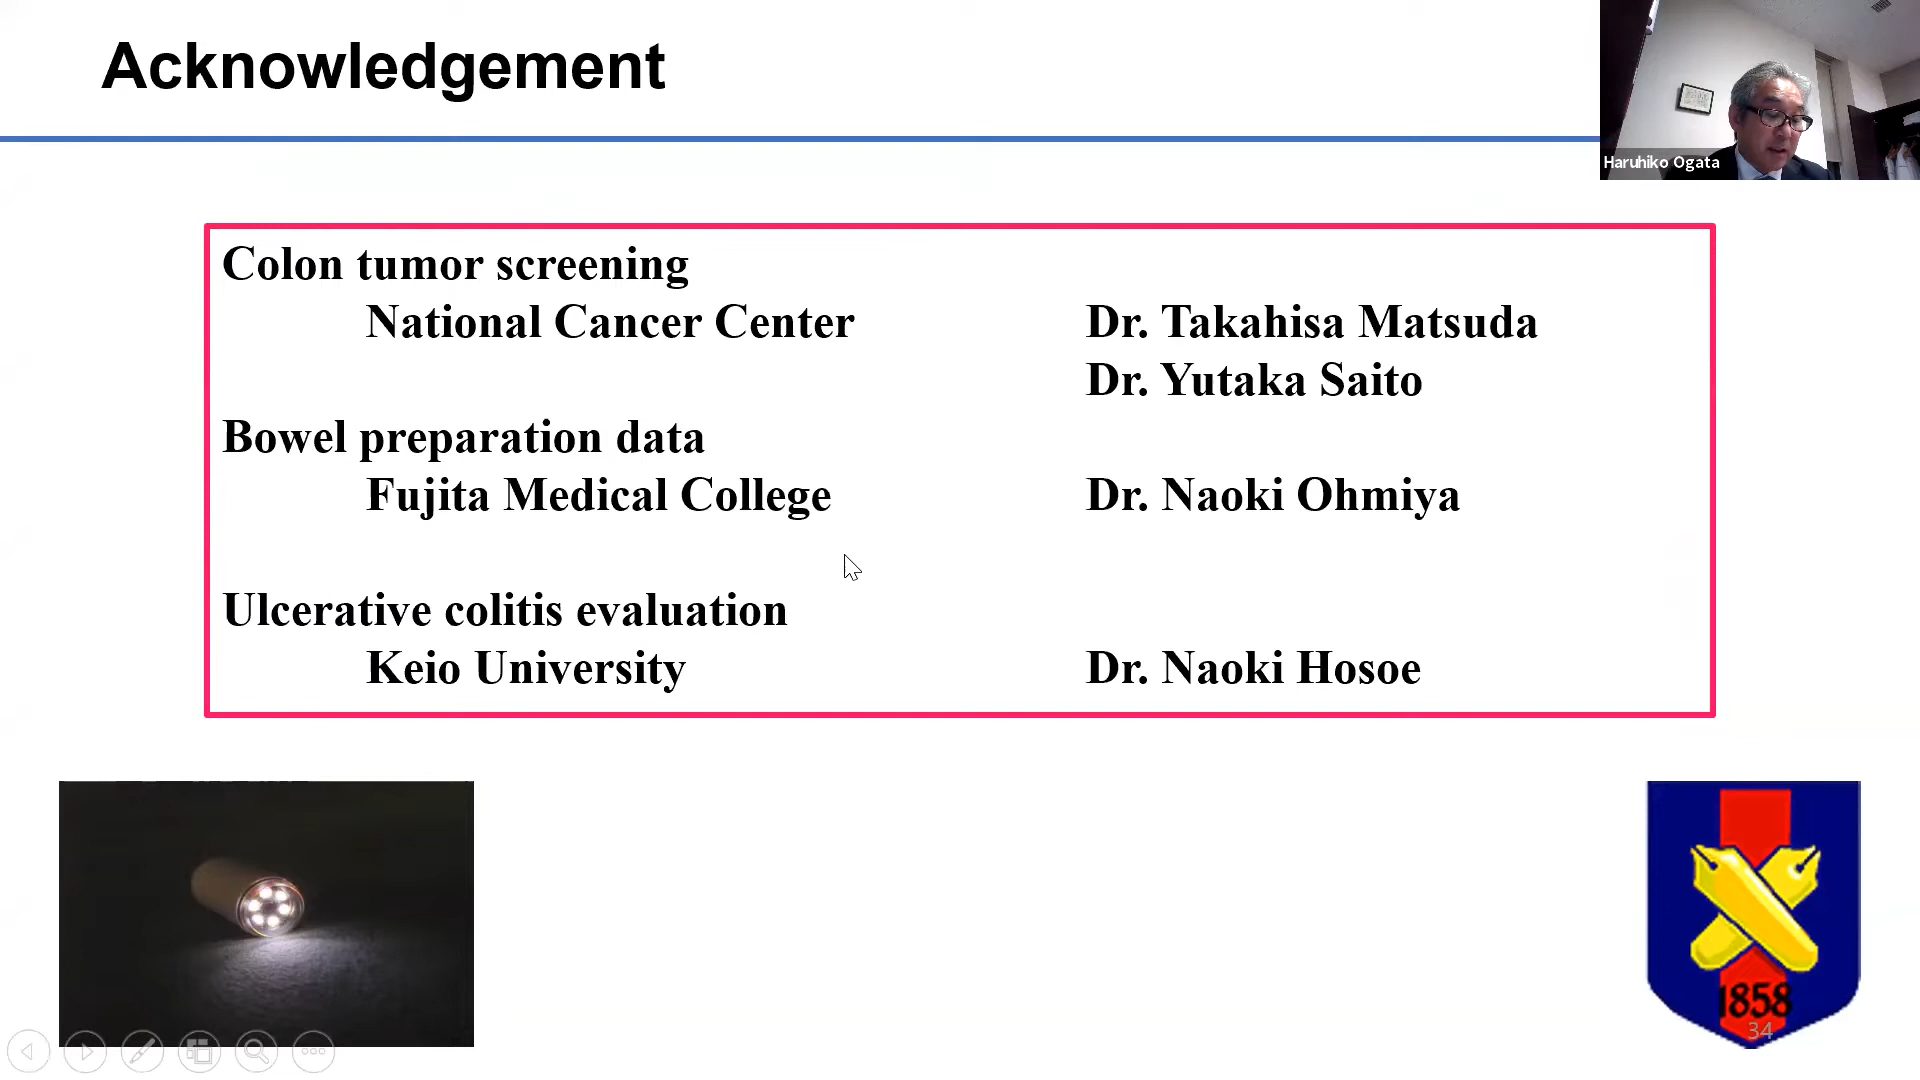 Acknowledgement
Haruhiko Ogata
Colon tumor screening
National Cancer Center Dr. Takahisa Matsuda
Dr. Yutaka Saito
Bowel preparation data
Fujita Medical College Dr. Naoki Ohmiya
Ulcerative colitis evaluation
Keio University Dr. Naoki Hosoe
1858
34